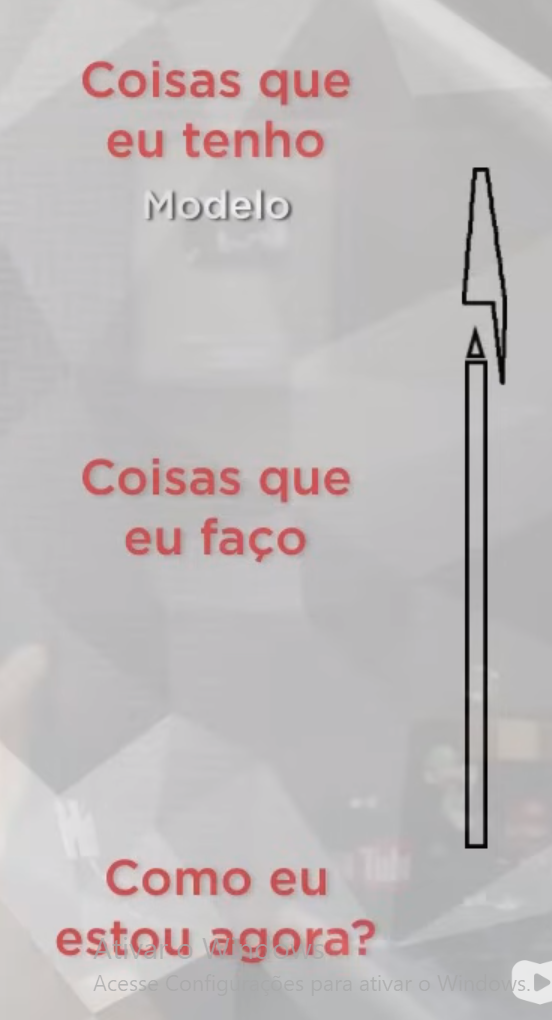 Coisas que
eu tenho
Modelo
Coisas que
eu faço
Como eu
estou agora?
Ativar o Windows
Acesse Configurações para ativar o Windows.